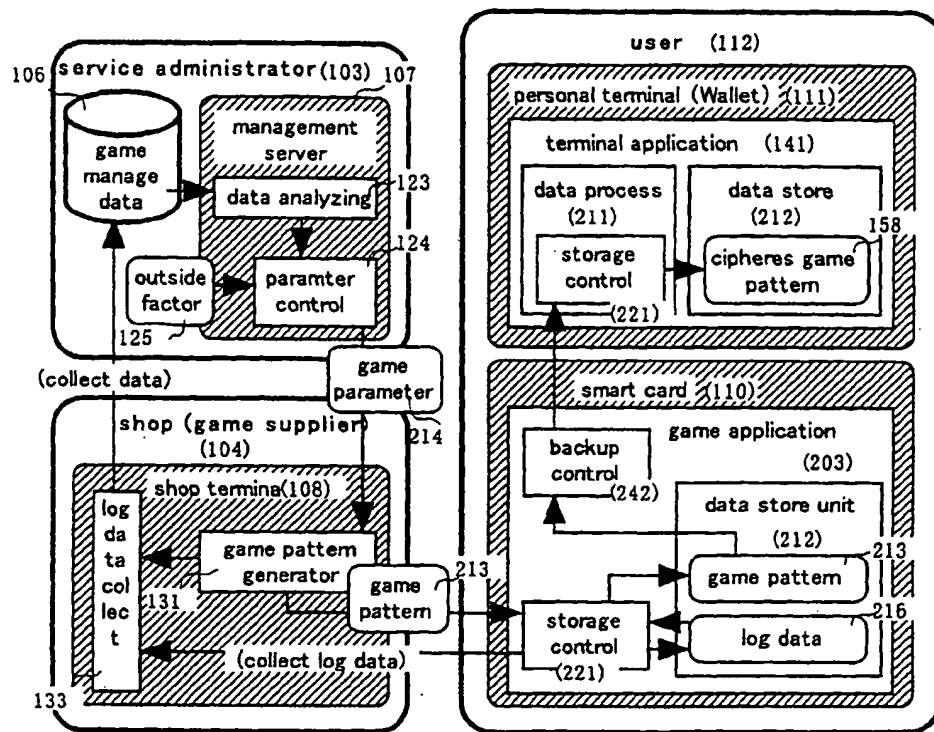 106
service administrator(103)
107
game
manage
data
management
server
data analyzing
123
124
outside
factor
paramter
control
125
(collect data)
game
parameter
214
shop (game supplier)
(104)
shop termina(108)
log
da
ta
col
lec
t
game pattern
generator
131
game
pattern
213
(collect log data)
133
user (112)
personal terminal (Wallet) (111)
terminal application (141)
data process
(211)
data store
(212)
158
storage
control
(221)
cipheres game
pattern
smart card (110)
game application
(203)
backup
control
(242)
data store unit
(212)
213
game pattern
216
storage
control
(221)
log data